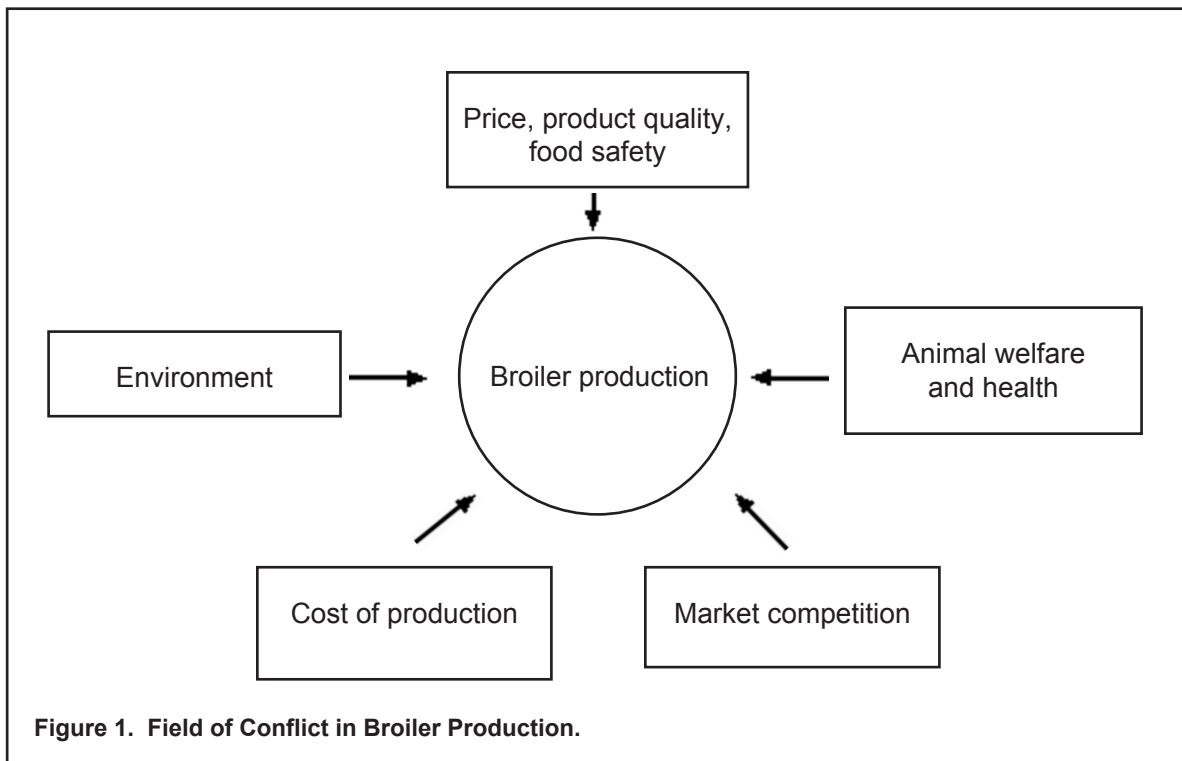 Price, product quality,
food safety
Environment
Broiler production
Animal welfare
and health
Cost of production
Market competition
Figure 1.  Field of Conflict in Broiler Production.